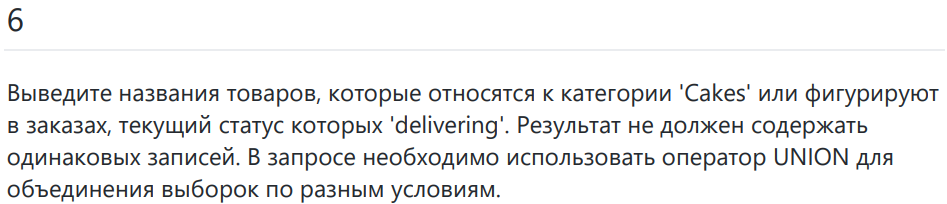 6
Выведите названия товаров, которые относятся к категории 'Cakes' или фигурируют
в заказах, текущий статус которых 'delivering'. Результат не должен содержать
одинаковых записей. В запросе необходимо использовать оператор UNION для
объединения выборок по разным условиям.